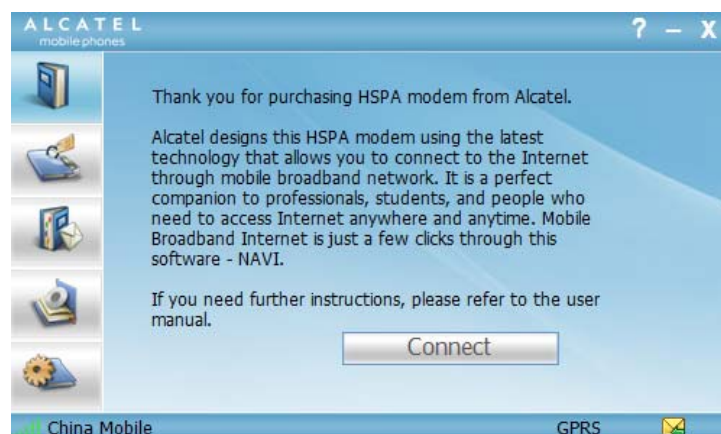 ALCATEL
mobile phones
? – X
Thank you for purchasing HSPA modem from Alcatel.
Alcatel designs this HSPA modem using the latest
technology that allows you to connect to the Internet
through mobile broadband network. It is a perfect
companion to professionals, students, and people who
need to access Internet anywhere and anytime. Mobile
Broadband Internet is just a few clicks through this
software - NAVI.
If you need further instructions, please refer to the user
manual.
Connect
China Mobile
GPRS